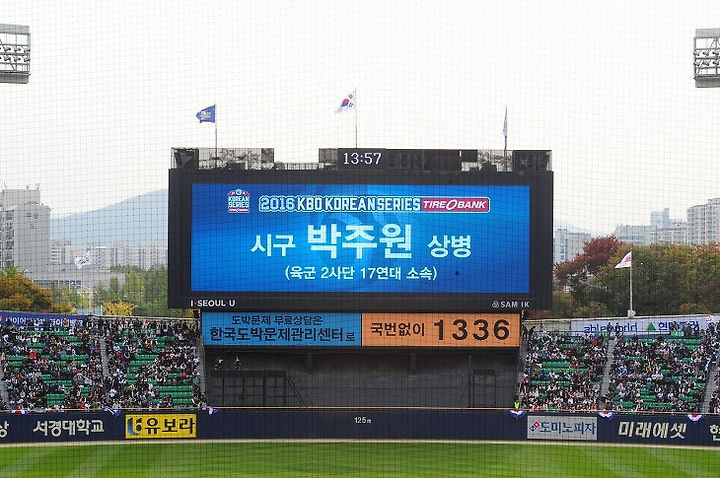 13:57
KOREAN SERIES 2016 KBO KOREAN SERIES TIRE BANK
시구 박주원 상병
(육군 2사단 17연대 소속)
I·SEOUL·U SAM IK
도박문제 무료상담은
한국도박문제관리센터로 국번없이 1336
able
서경대학교 유보라 125m 도미노피자 미래에셋